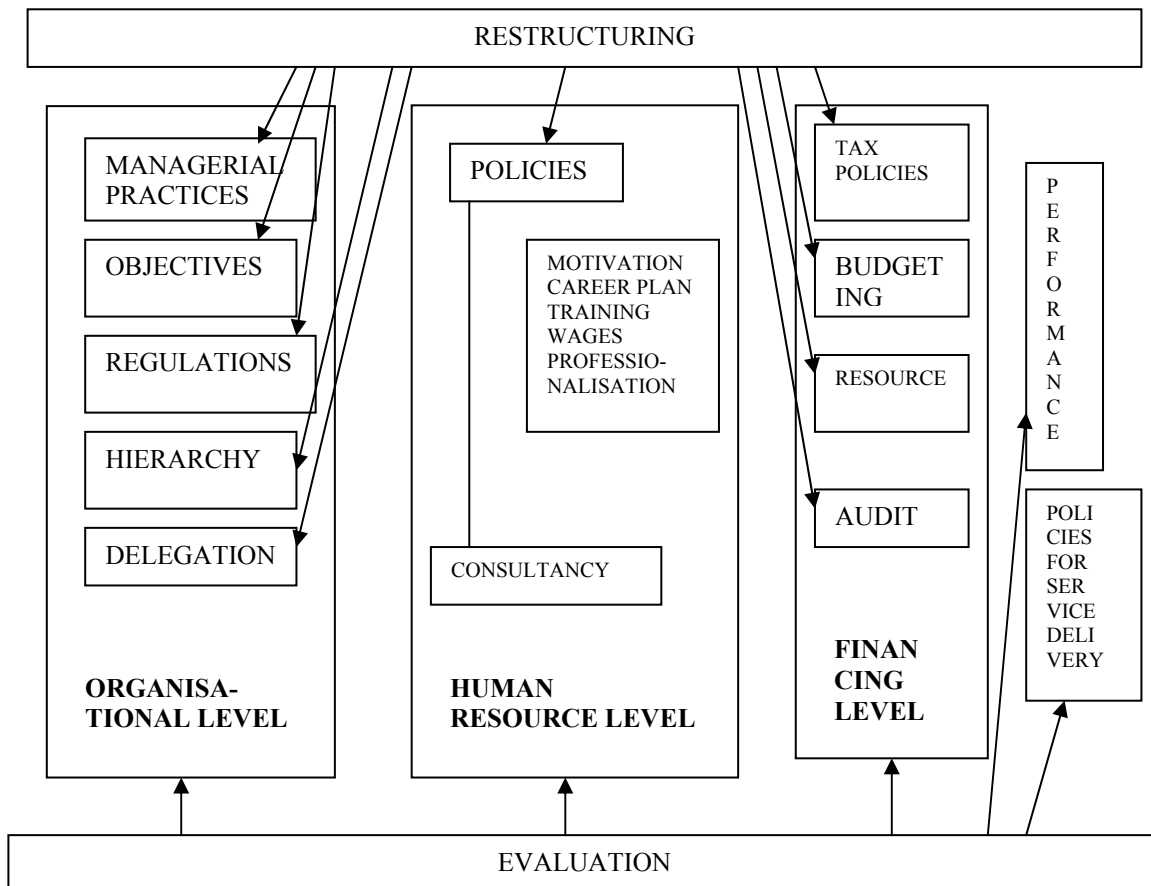 RESTRUCTURING
MANAGERIAL
PRACTICES
OBJECTIVES
REGULATIONS
HIERARCHY
DELEGATION
ORGANISA-
TIONAL LEVEL
POLICIES
MOTIVATION
CAREER PLAN
TRAINING
WAGES
PROFESSIO-
NALISATION
CONSULTANCY
HUMAN
RESOURCE LEVEL
TAX
POLICIES
BUDGET
ING
RESOURCE
AUDIT
FINAN
CING
LEVEL
P
E
R
F
O
R
M
A
N
C
E
POLI
CIES
FOR
SER
VICE
DELI
VERY
EVALUATION